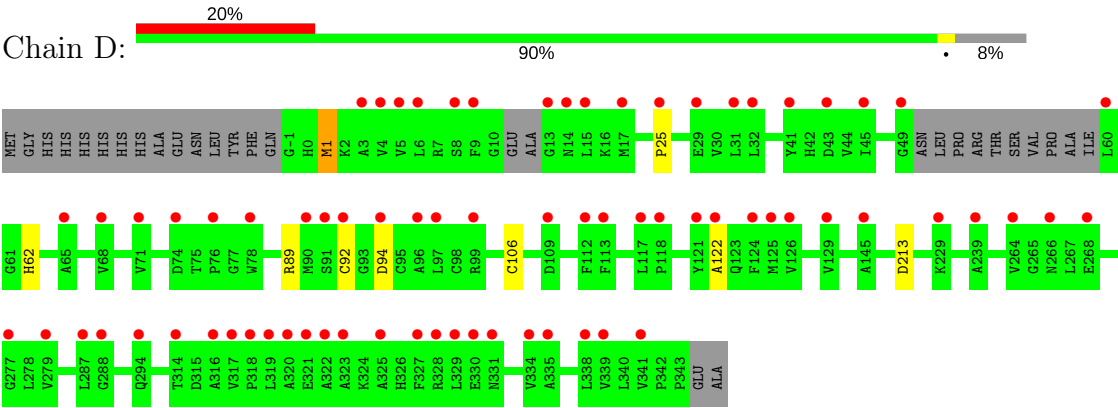 20%
Chain D:
90%
•
8%
MET GLY HIS HIS HIS HIS HIS HIS ALA GLU ASN LEU TYR PHE GLN G-1 H0 M1 K2 A3 V4 V5 L6 R7 S8 F9 G10 GLU ALA G13 N14 L15 K16 M17 P25 E29 V30 L31 L32 Y41 H42 D43 V44 I45 G49 ASN LEU PRO ARG THR SER VAL PRO ALA ILE L60
G61 H62 A65 V68 V71 D74 T75 P76 G77 W78 R89 M90 S91 C92 G93 D94 C95 A96 L97 C98 R99 C106 D109 F112 F113 L117 P118 Y121 A122 Q123 F124 M125 V126 V129 A145 D213 K229 A239 V264 G265 N266 L267 E268
G277 L278 V279 L287 G288 Q294 T314 D315 A316 V317 P318 L319 A320 E321 A322 A323 K324 A325 H326 F327 R328 L329 E330 N331 V334 A335 L338 V339 L340 V341 P342 P343 GLU ALA